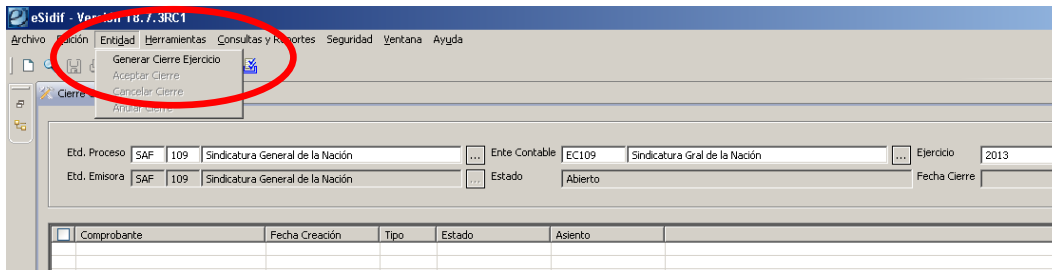 eSidif - Versión 18.7.3RC1
Archivo Edición Entidad Herramientas Consultas y Reportes Seguridad Ventana Ayuda
Generar Cierre Ejercicio
Aceptar Cierre
Cancelar Cierre
Anular Cierre
Cierre
Etd. Proceso SAF 109 Sindicatura General de la Nación ... Ente Contable EC109 Sindicatura Gral de la Nación ... Ejercicio 2013
Etd. Emisora SAF 109 Sindicatura General de la Nación ... Estado Abierto Fecha Cierre
Comprobante Fecha Creación Tipo Estado Asiento